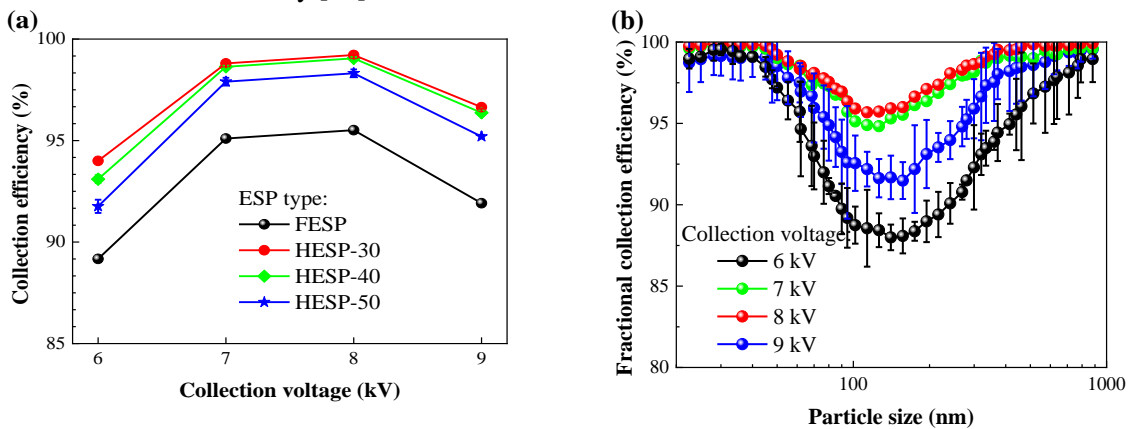 (a)
100
95
90
85
Collection efficiency (%)
ESP type:
FESP
HESP-30
HESP-40
HESP-50
6 7 8 9
Collection voltage (kV)
(b)
100
95
90
85
80
Fractional collection efficiency (%)
Collection voltage:
6 kV
7 kV
8 kV
9 kV
100 1000
Particle size (nm)